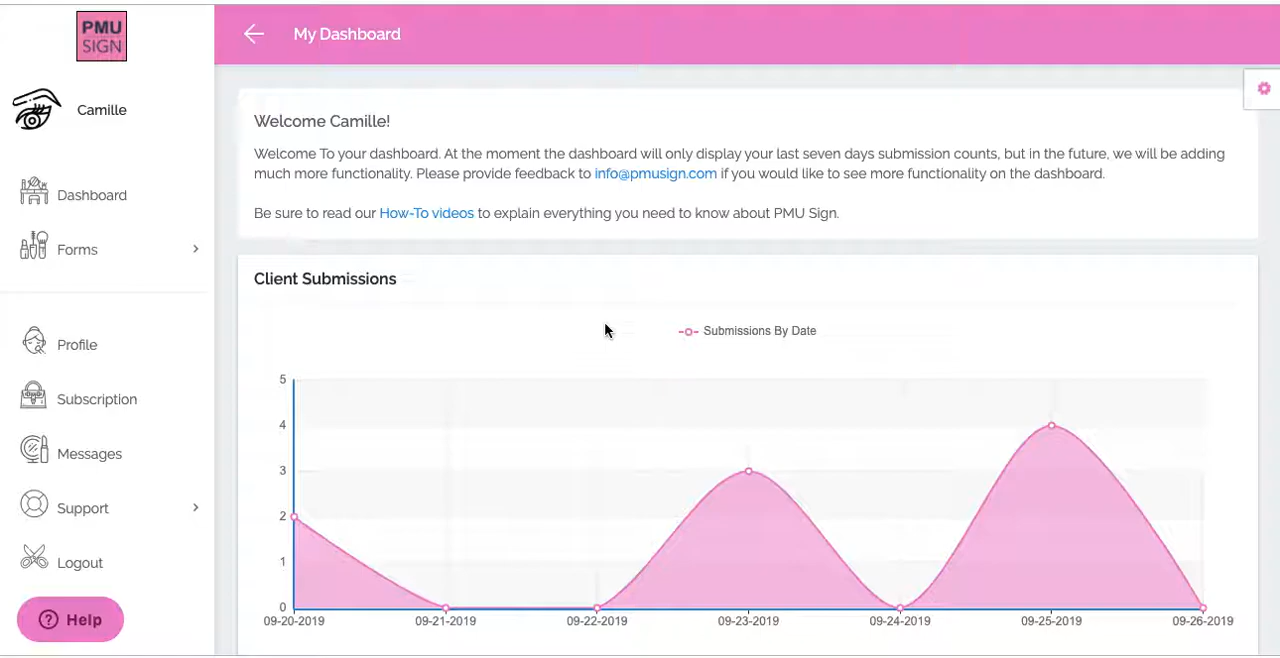 PMU
SIGN
Camille
Dashboard
Forms
Profile
Subscription
Messages
Support
Logout
Help
My Dashboard
Welcome Camille!
Welcome To your dashboard. At the moment the dashboard will only display your last seven days submission counts, but in the future, we will be adding
much more functionality. Please provide feedback to info@pmusign.com if you would like to see more functionality on the dashboard.
Be sure to read our How-To videos to explain everything you need to know about PMU Sign.
Client Submissions
Submissions By Date
5
4
3
2
1
0
09-20-2019 09-21-2019 09-22-2019 09-23-2019 09-24-2019 09-25-2019 09-26-2019